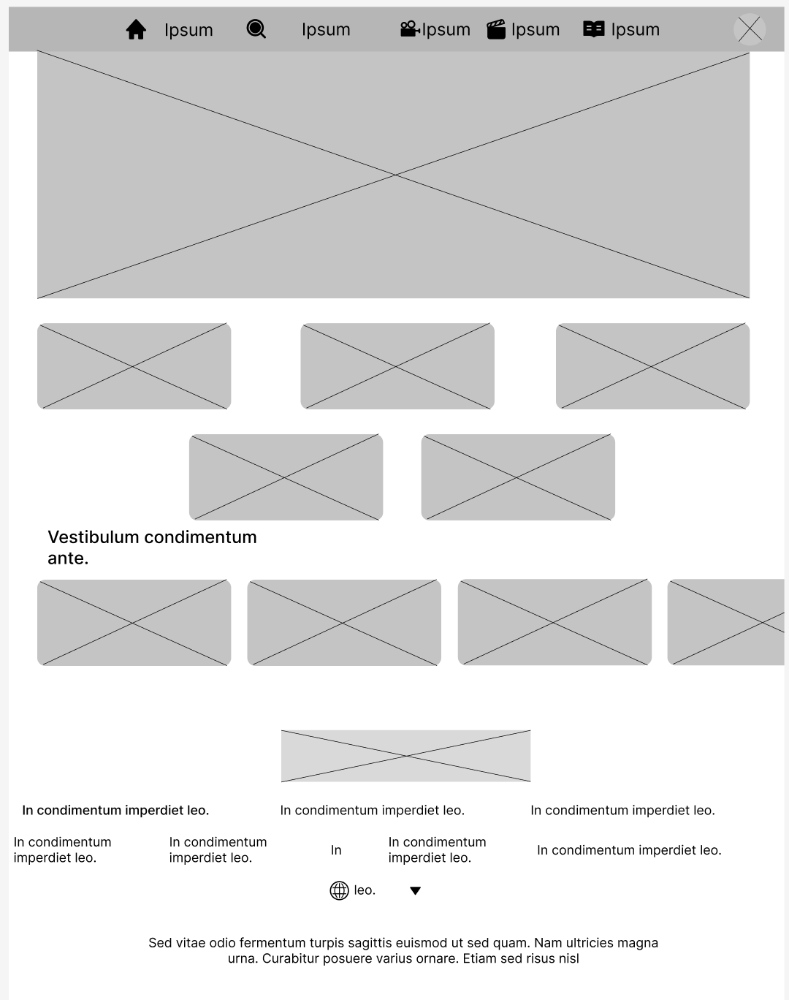 Ipsum Ipsum Ipsum Ipsum Ipsum
Vestibulum condimentum
ante.
In condimentum imperdiet leo. In condimentum imperdiet leo. In condimentum imperdiet leo.
In condimentum
imperdiet leo.
In condimentum
imperdiet leo.
In
In condimentum
imperdiet leo.
In condimentum imperdiet leo.
leo.
Sed vitae odio fermentum turpis sagittis euismod ut sed quam. Nam ultricies magna
urna. Curabitur posuere varius ornare. Etiam sed risus nisl